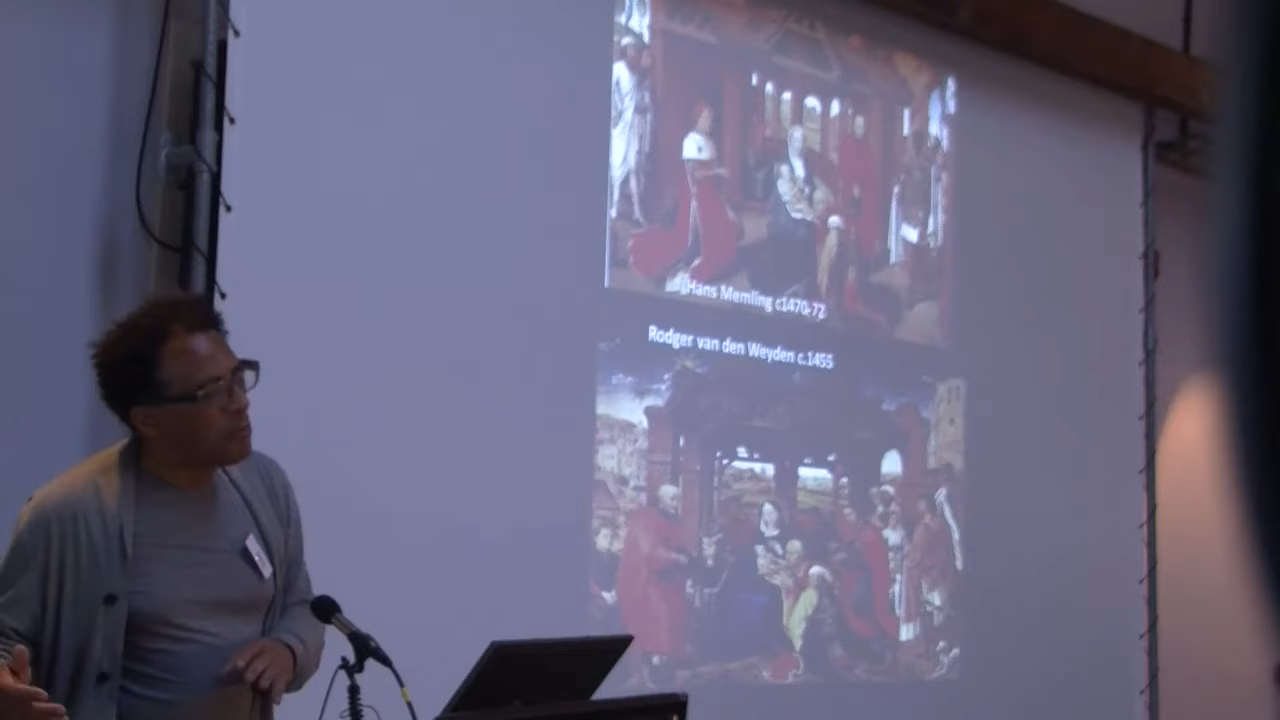 Hans Memling c1470-72
Rodger van den Weyden c.1455